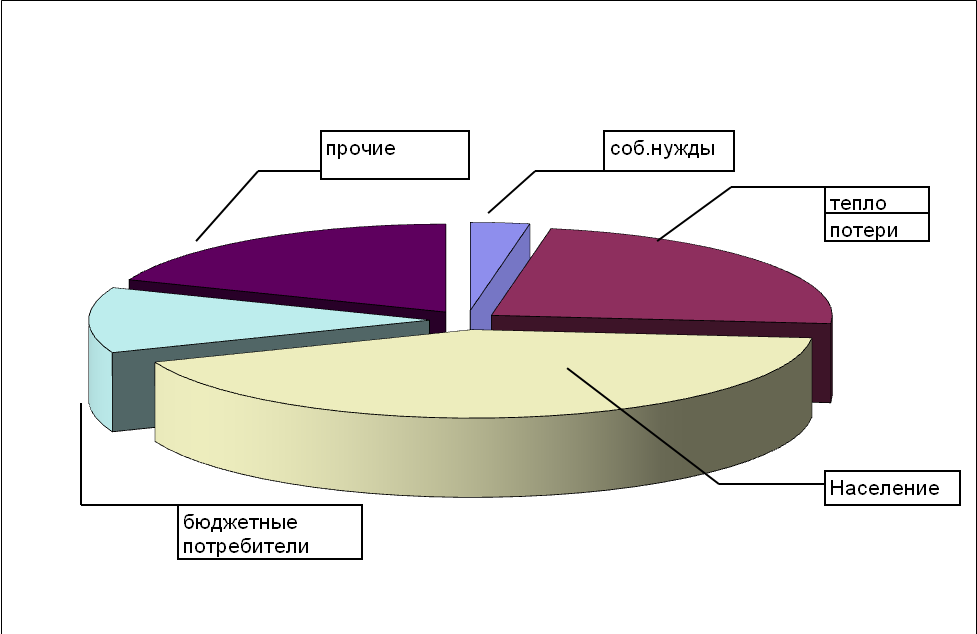 прочие
соб.нужды
тепло
потери
Население
бюджетные
потребители